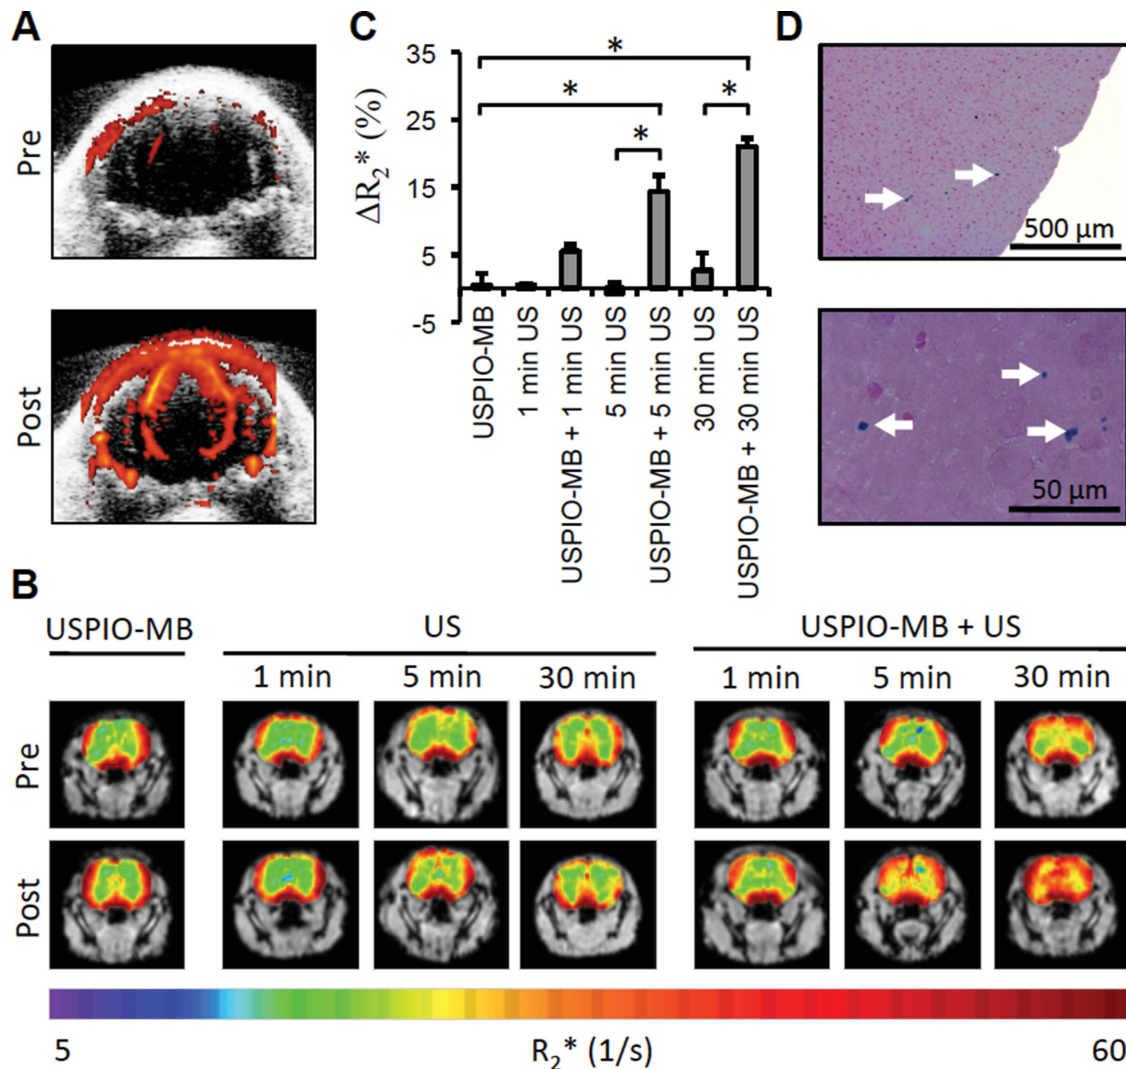 A
Pre
Post
C
ΔR2* (%)
35
25
15
5
-5
*
*
*
*
USPIO-MB
1 min US
USPIO-MB + 1 min US
5 min US
USPIO-MB + 5 min US
30 min US
USPIO-MB + 30 min US
D
500 µm
50 µm
B
USPIO-MB
US
USPIO-MB + US
1 min
5 min
30 min
1 min
5 min
30 min
Pre
Post
5
R2* (1/s)
60